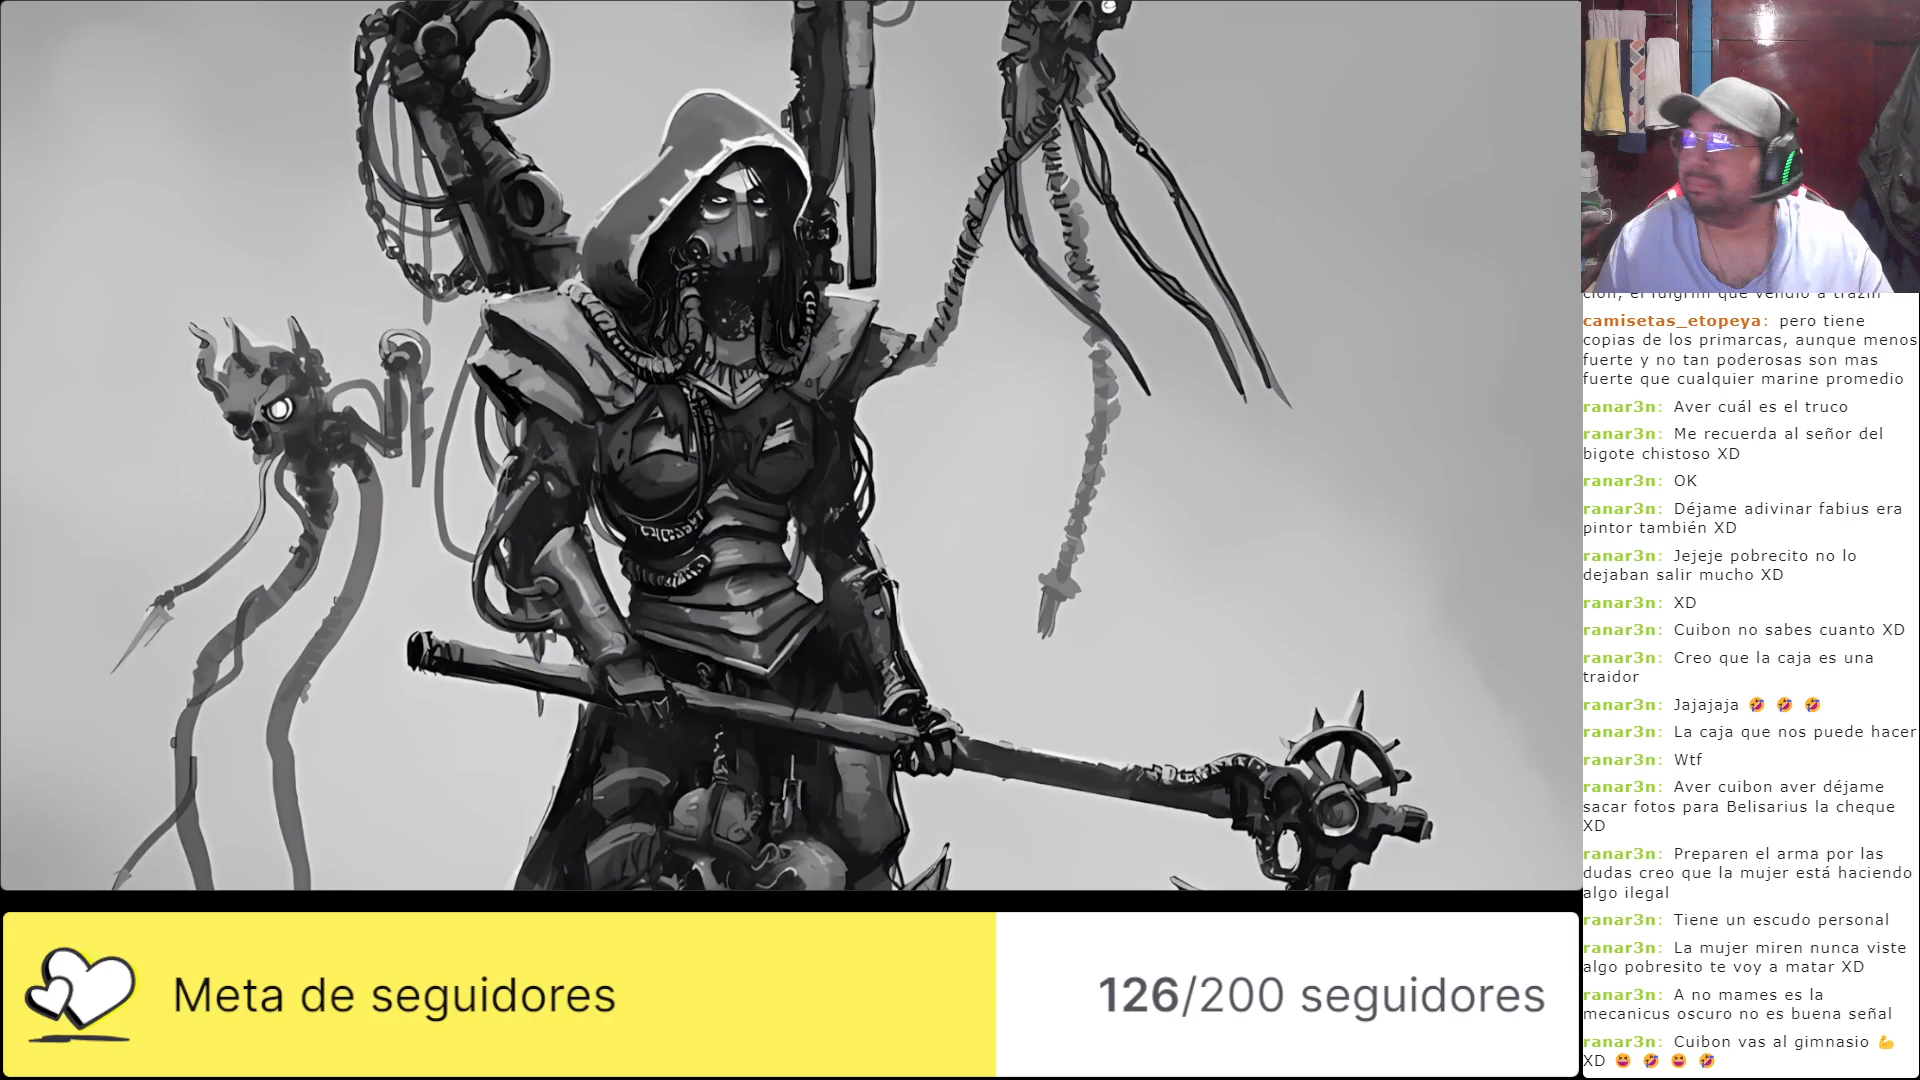 ción, el fulgrim que vendio a trazin
camisetas_etopeya: pero tiene
copias de los primarcas, aunque menos
fuerte y no tan poderosas son mas
fuerte que cualquier marine promedio
ranar3n: Aver cuál es el truco
ranar3n: Me recuerda al señor del
bigote chistoso XD
ranar3n: OK
ranar3n: Déjame adivinar fabius era
pintor también XD
ranar3n: Jejeje pobrecito no lo
dejaban salir mucho XD
ranar3n: XD
ranar3n: Cuibon no sabes cuanto XD
ranar3n: Creo que la caja es una
traidor
ranar3n: Jajajaja 🤣 🤣 🤣
ranar3n: La caja que nos puede hacer
ranar3n: Wtf
ranar3n: Aver cuibon aver déjame
sacar fotos para Belisarius la cheque
XD
ranar3n: Preparen el arma por las
dudas creo que la mujer está haciendo
algo ilegal
ranar3n: Tiene un escudo personal
ranar3n: La mujer miren nunca viste
algo pobresito te voy a matar XD
ranar3n: A no mames es la
mecanicus oscuro no es buena señal
ranar3n: Cuibon vas al gimnasio 💪
XD 😆 🤣 😆 🤣
Meta de seguidores
126/200 seguidores